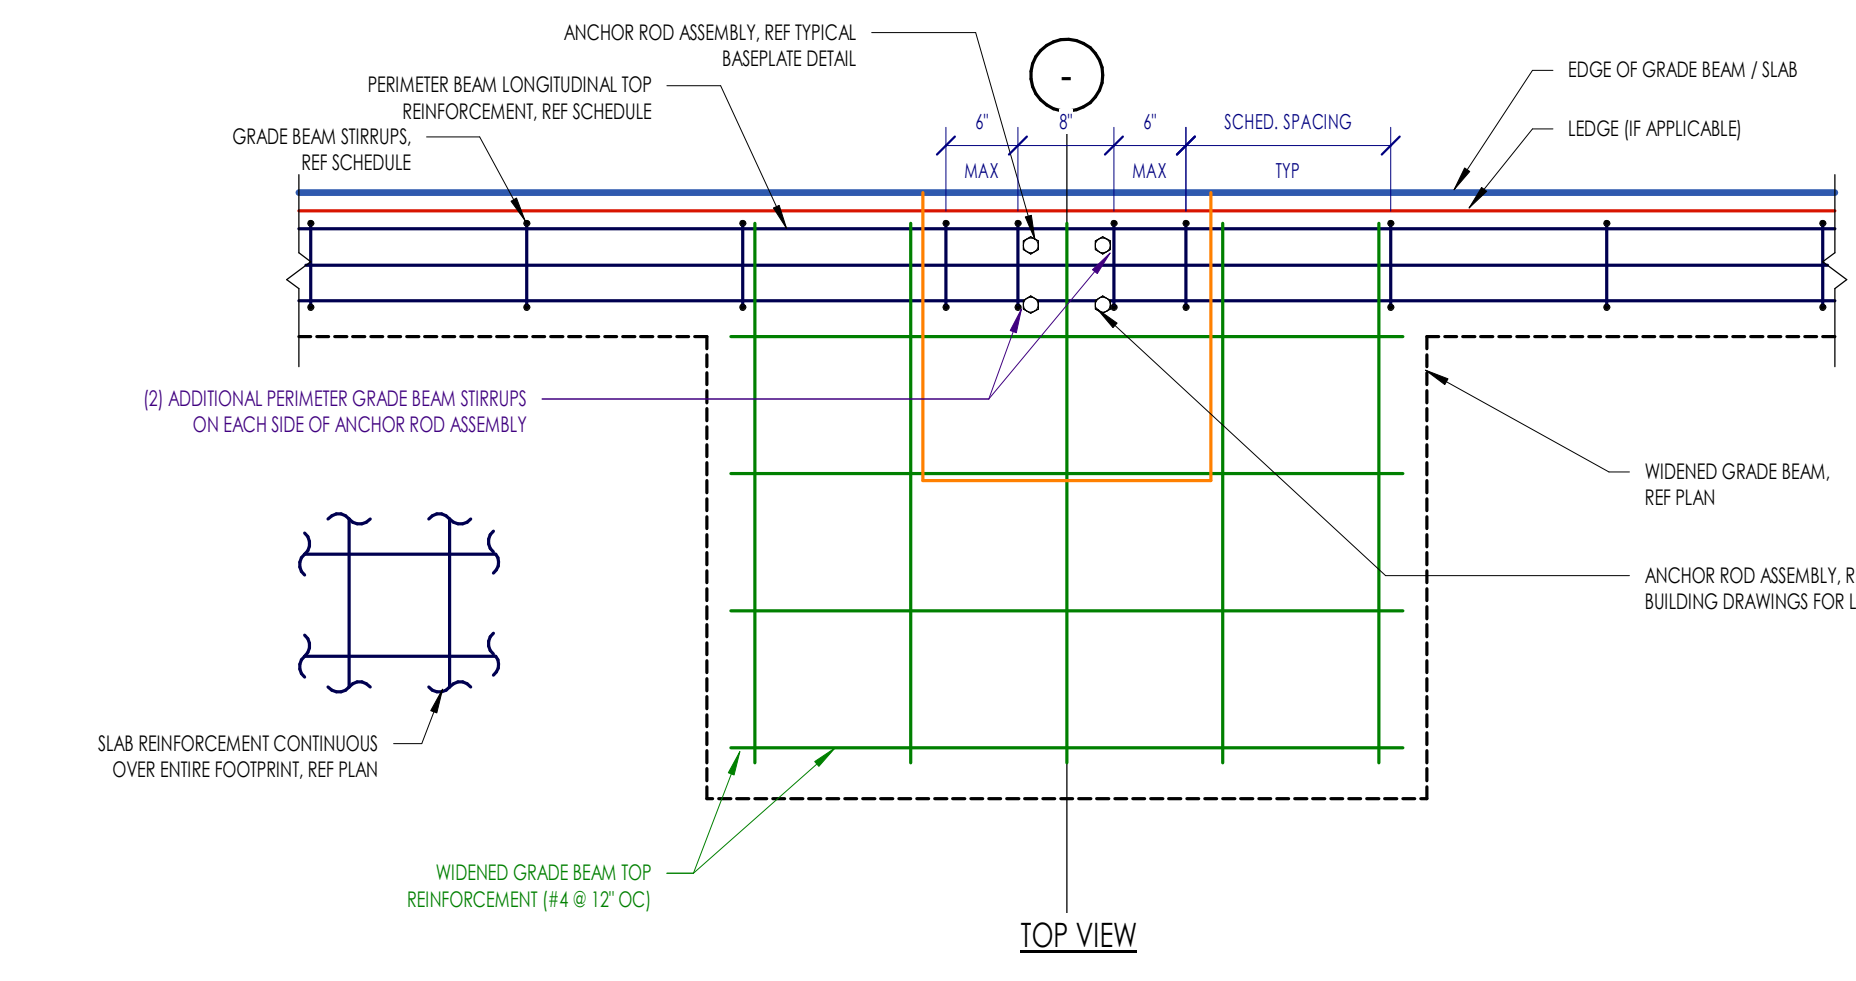 ANCHOR ROD ASSEMBLY, REF TYPICAL
BASEPLATE DETAIL
PERIMETER BEAM LONGITUDINAL TOP
REINFORCEMENT, REF SCHEDULE
GRADE BEAM STIRRUPS,
REF SCHEDULE
-
6" 8" 6" SCHED. SPACING
MAX MAX TYP
EDGE OF GRADE BEAM / SLAB
LEDGE (IF APPLICABLE)
(2) ADDITIONAL PERIMETER GRADE BEAM STIRRUPS
ON EACH SIDE OF ANCHOR ROD ASSEMBLY
WIDENED GRADE BEAM,
REF PLAN
ANCHOR ROD ASSEMBLY, R
BUILDING DRAWINGS FOR L
SLAB REINFORCEMENT CONTINUOUS
OVER ENTIRE FOOTPRINT, REF PLAN
WIDENED GRADE BEAM TOP
REINFORCEMENT (#4 @ 12" OC)
TOP VIEW